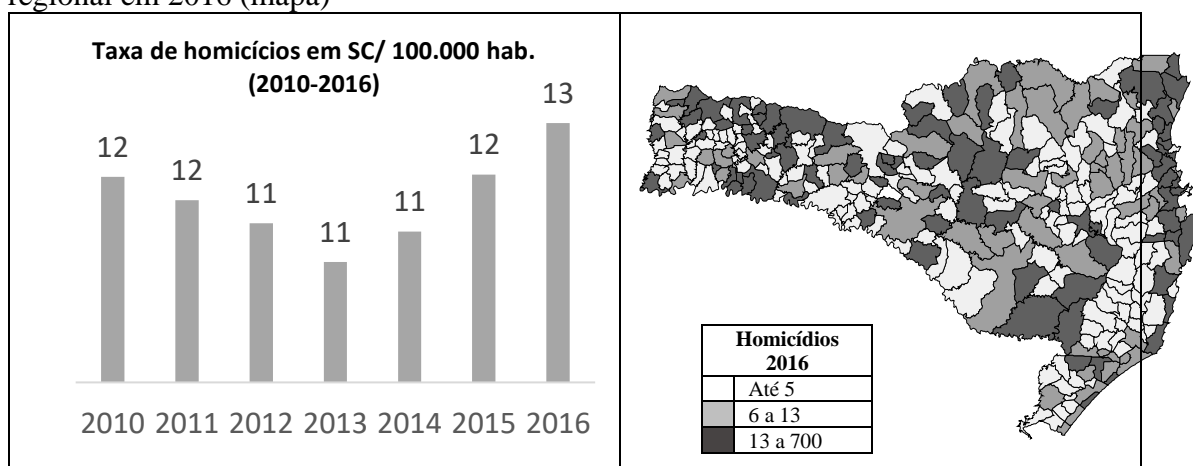 regional em 2016 (mapa)
Taxa de homicícios em SC/ 100.000 hab.
(2010-2016)
12
12
11
11
11
12
13
2010 2011 2012 2013 2014 2015 2016
Homicídios
2016
Até 5
6 a 13
13 a 700